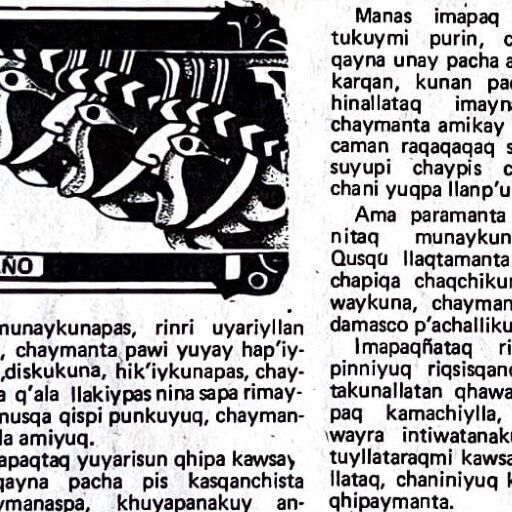 ÑO
munaykunapas, rinri uyariyllan
, chaymanta pawi yuyay hap'iy-
,diskukuna, hik'iykunapas, chay-
a q'ala llakiypas nina sapa rimay-
nusqa qispi punkuyuq, chayman-
la amiyuq.
apaqtaq yuyarisun qhipa kawsay
qayna pacha pis kasqanchista
ymanaspa, khuyapanakuy an-
Manas imapaq
tukuymi purin, c
qayna unay pacha a
karqan, kunan pac
hinallataq imayna
chaymanta amikay
caman raqaqaqaq s
suyupi chaypis c
chani yuqpa llanp'u
Ama paramanta
nitaq munaykun
Qusqu llaqtamanta
chapiqa chaqchikur
waykuna, chayman
damasco p'achalliku
Imapaqñataq ri
pinniyuq riqsisqanc
takunallatan qhawa
paq kamachiylla,
wayra intiwatanaku
tuyllataraqmi kawsa
llataq, chaniniyuq k
qhipaymanta.